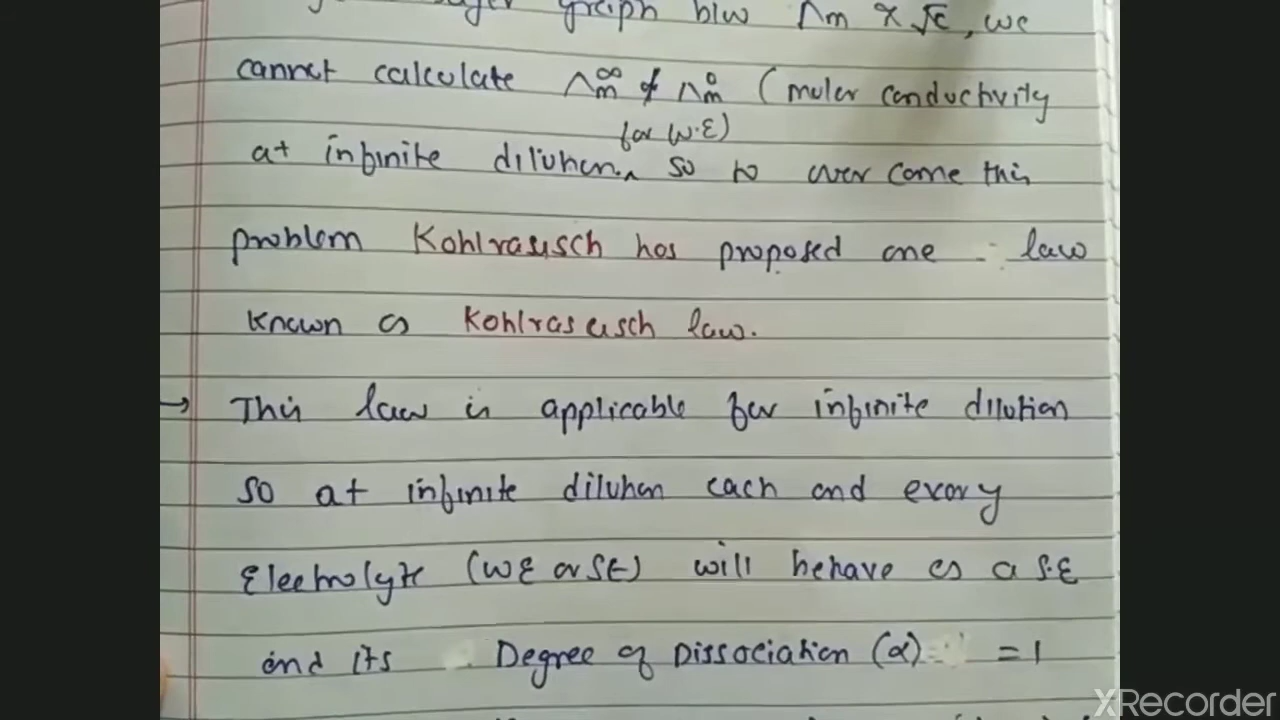 graph b/w Λm & √c, we
cannot calculate Λm^∞ or Λm° (molar conductivity
for W.E)
at infinite dilution, so to over come this
problem Kohlrausch has proposed one law
known as Kohlrausch law.
→ This law is applicable for infinite dilution
so at infinite dilution each and every
Electrolyte (WE or SE) will behave as a S.E
and its Degree of Dissociation (α) = 1
XRecorder